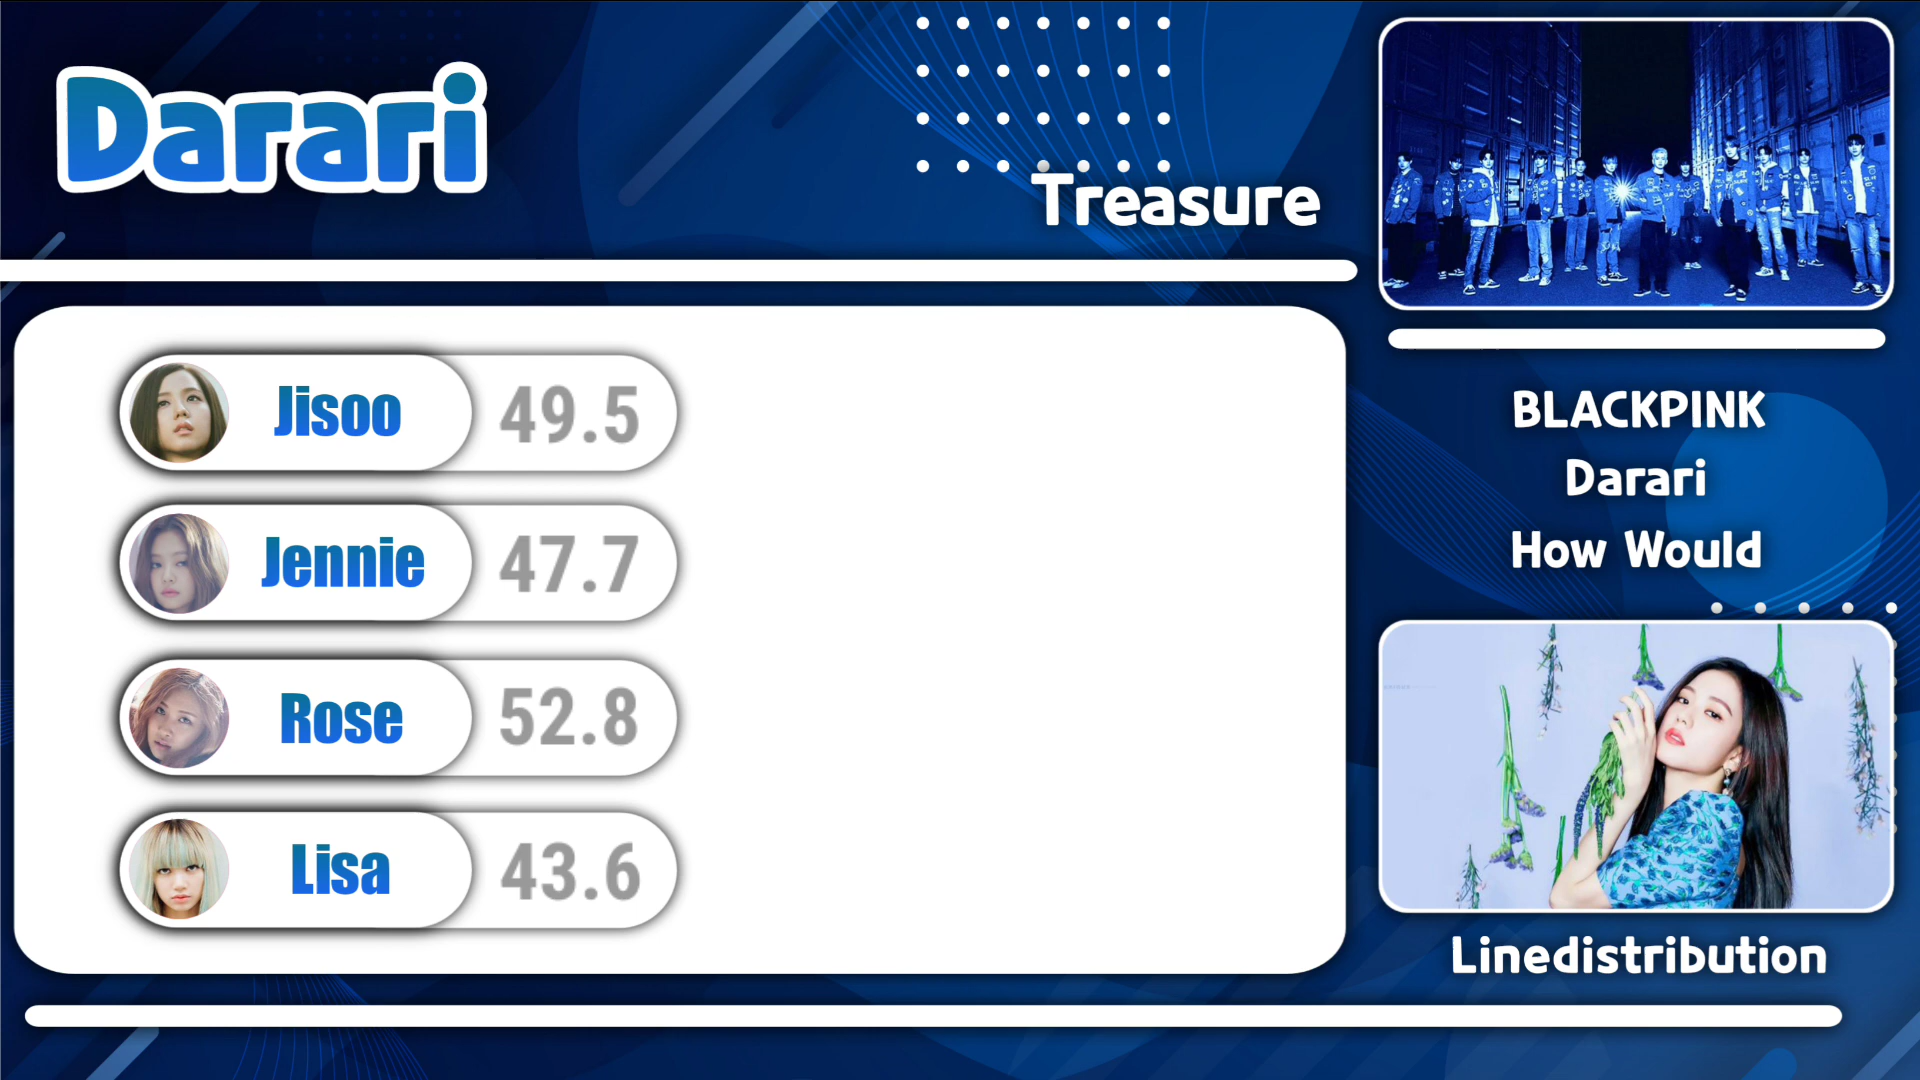 Darari
Treasure
Jisoo
49.5
Jennie
47.7
Rose
52.8
Lisa
43.6
BLACKPINK
Darari
How Would
Linedistribution